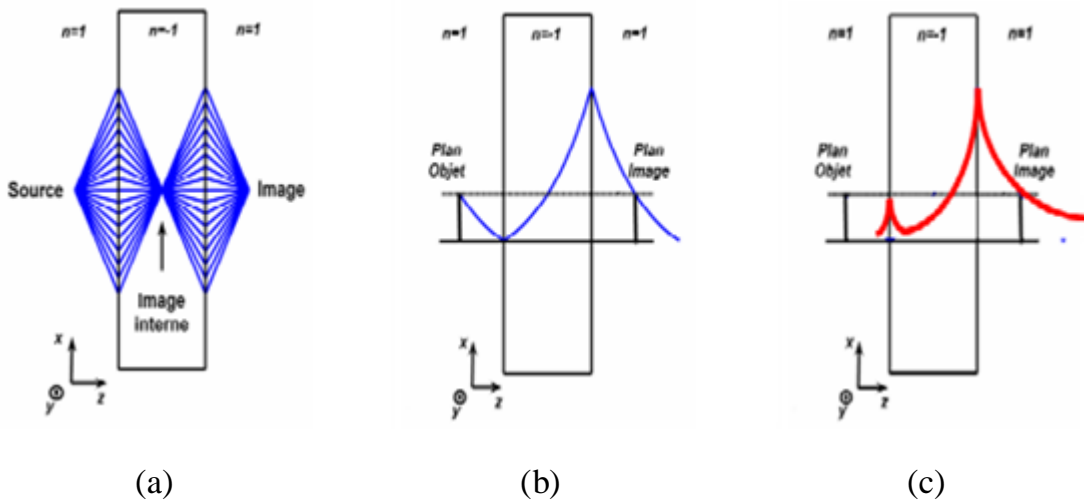 n=1 n=-1 n=1
Source
Image
Image
interne
x
y
z
(a)
n=1 n=-1 n=1
Plan
Objet
Plan
Image
x
y
z
(b)
n=1 n=-1 n=1
Plan
Objet
Plan
Image
x
y
z
(c)